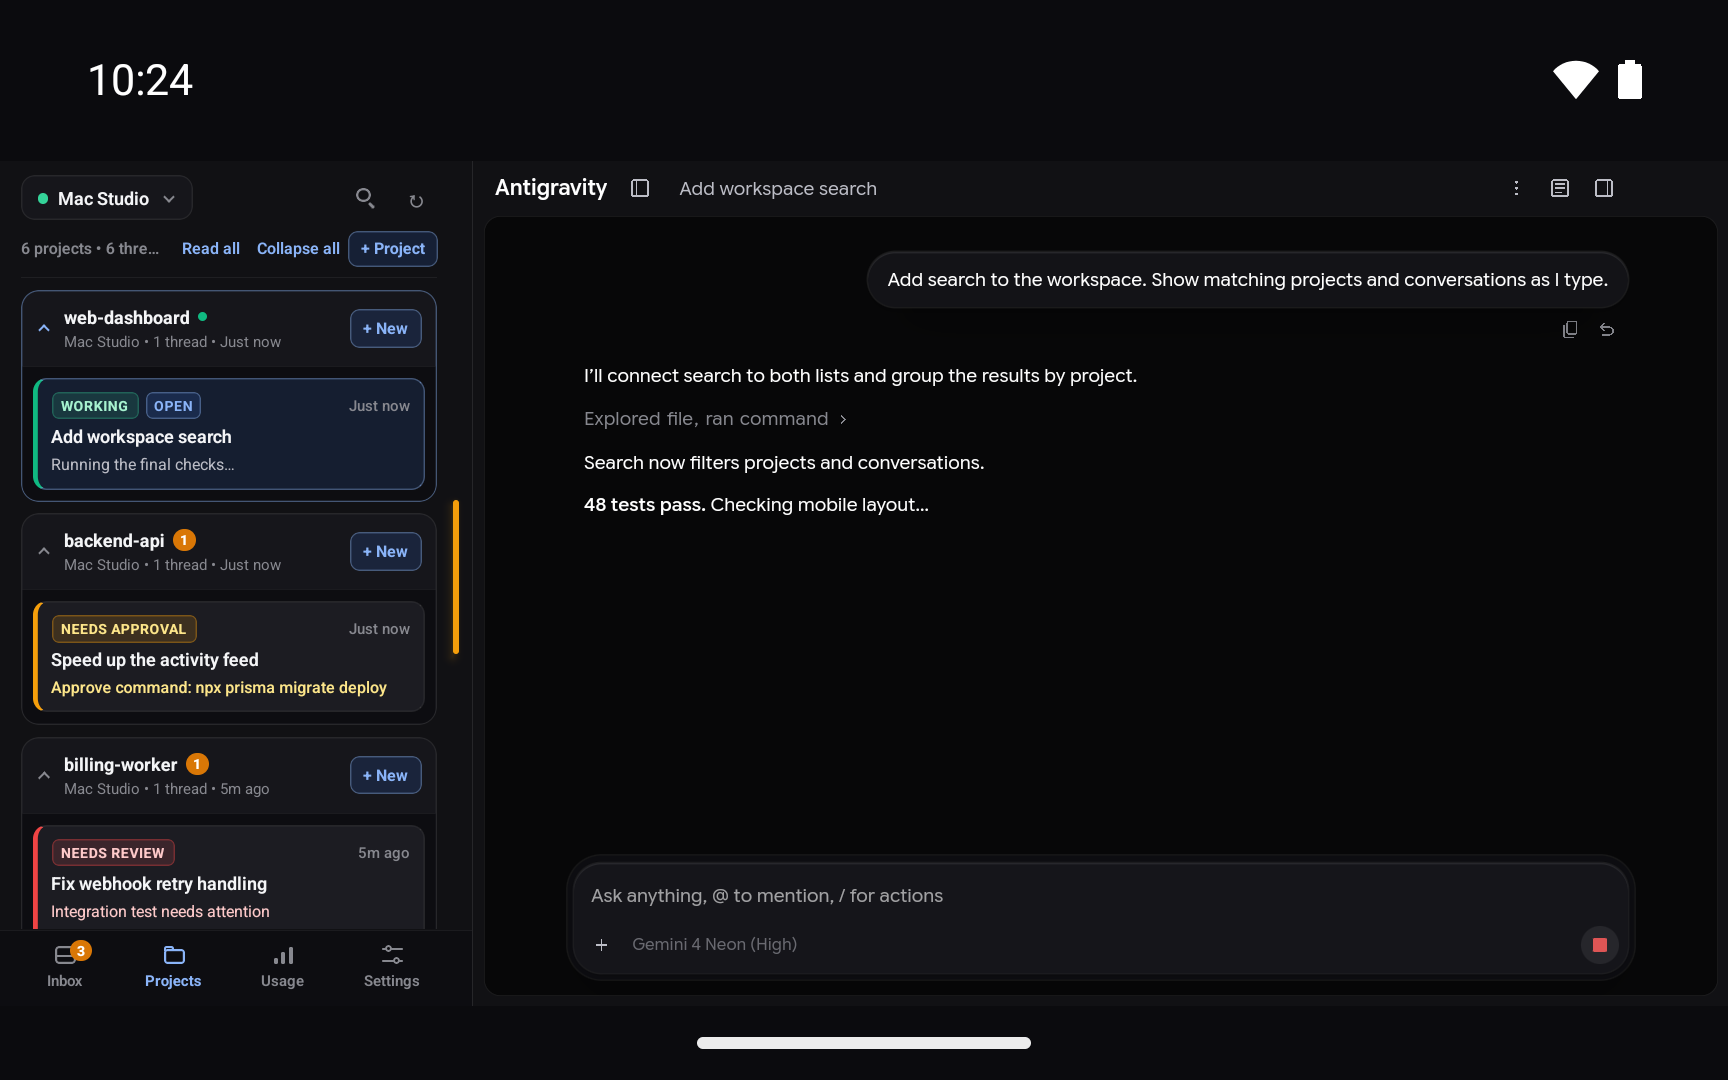 10:24
Mac Studio
6 projects • 6 thre...
Read all
Collapse all
+ Project
web-dashboard
Mac Studio • 1 thread • Just now
+ New
WORKING
OPEN
Just now
Add workspace search
Running the final checks...
backend-api
1
Mac Studio • 1 thread • Just now
+ New
NEEDS APPROVAL
Just now
Speed up the activity feed
Approve command: npx prisma migrate deploy
billing-worker
1
Mac Studio • 1 thread • 5m ago
+ New
NEEDS REVIEW
5m ago
Fix webhook retry handling
Integration test needs attention
3
Inbox
Projects
Usage
Settings
Antigravity
Add workspace search
Add search to the workspace. Show matching projects and conversations as I type.
I’ll connect search to both lists and group the results by project.
Explored file, ran command >
Search now filters projects and conversations.
48 tests pass. Checking mobile layout...
Ask anything, @ to mention, / for actions
+ Gemini 4 Neon (High)